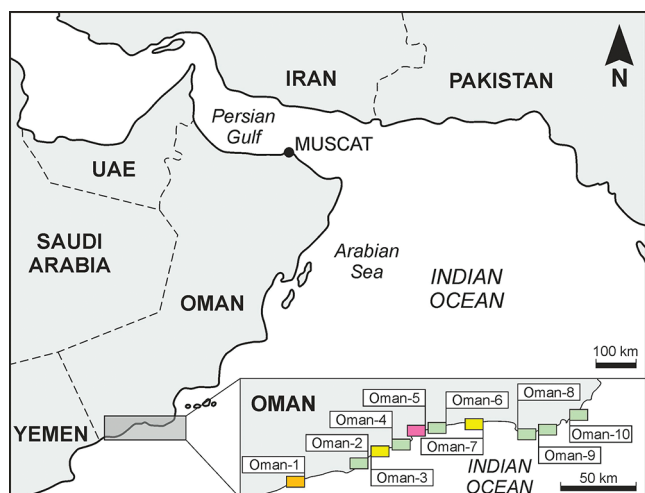 IRAN
PAKISTAN
N
Persian
Gulf
MUSCAT
UAE
SAUDI
ARABIA
Arabian
Sea
INDIAN
OCEAN
OMAN
100 km
YEMEN
OMAN
Oman-5
Oman-6
Oman-8
Oman-4
Oman-2
Oman-7
Oman-10
Oman-1
Oman-3
Oman-9
INDIAN
OCEAN
50 km